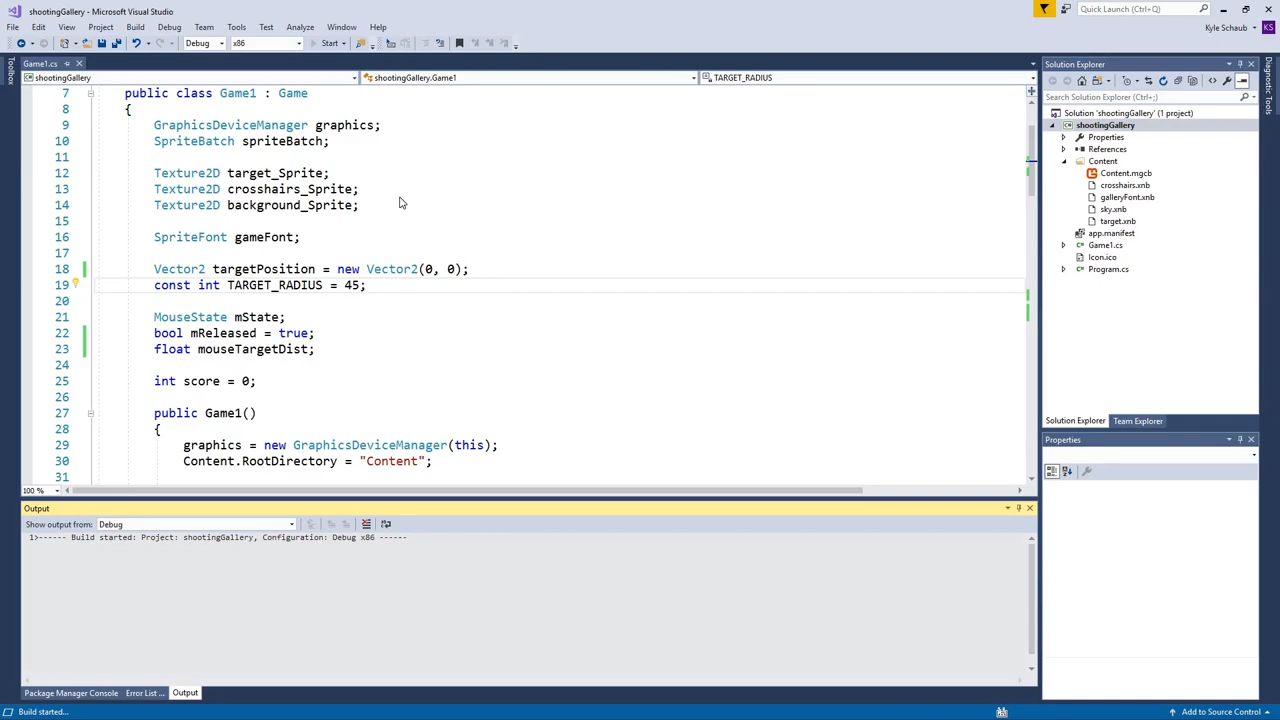 shootingGallery - Microsoft Visual Studio
Quick Launch (Ctrl+Q)
File Edit View Project Build Debug Team Tools Test Analyze Window Help
Kyle Schaub KS
Debug x86 Start
Toolbox
Game1.cs
shootingGallery shootingGallery.Game1 TARGET_RADIUS
7 public class Game1 : Game
8 {
9 GraphicsDeviceManager graphics;
10 SpriteBatch spriteBatch;
11
12 Texture2D target_Sprite;
13 Texture2D crosshairs_Sprite;
14 Texture2D background_Sprite;
15
16 SpriteFont gameFont;
17
18 Vector2 targetPosition = new Vector2(0, 0);
19 const int TARGET_RADIUS = 45;
20
21 MouseState mState;
22 bool mReleased = true;
23 float mouseTargetDist;
24
25 int score = 0;
26
27 public Game1()
28 {
29 graphics = new GraphicsDeviceManager(this);
30 Content.RootDirectory = "Content";
31
100 %
Output
Show output from: Debug
1>------ Build started: Project: shootingGallery, Configuration: Debug x86 ------
Package Manager Console Error List ... Output
Build started...
Add to Source Control
Solution Explorer
Search Solution Explorer (Ctrl+;)
Solution 'shootingGallery' (1 project)
shootingGallery
Properties
References
Content
Content.mgcb
crosshairs.xnb
galleryFont.xnb
sky.xnb
target.xnb
app.manifest
Game1.cs
Icon.ico
Program.cs
Solution Explorer Team Explorer
Properties
Diagnostic Tools